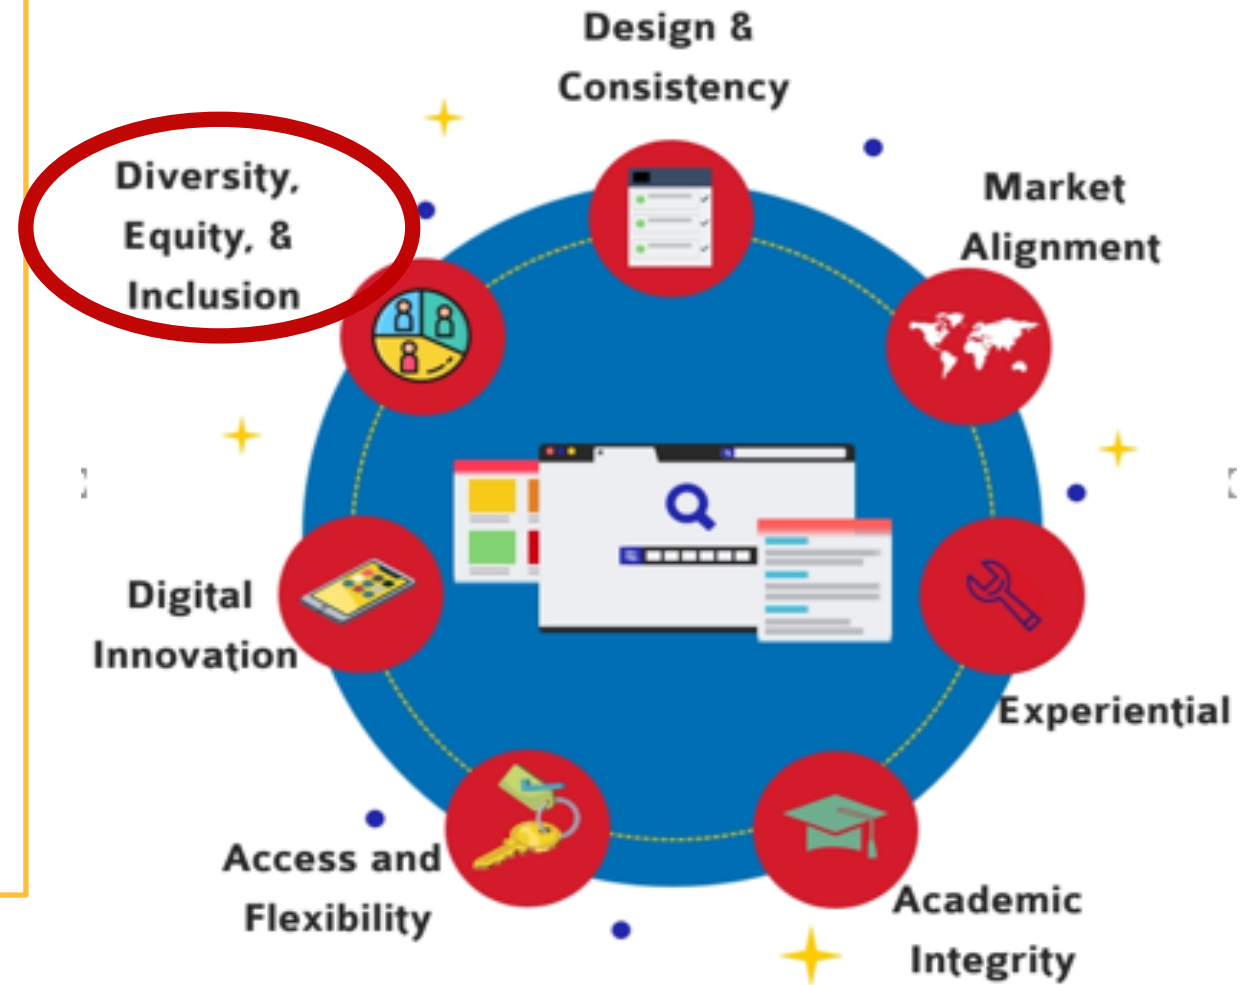 Design &
Consistency
Market
Alignment
Experiential
Academic
Integrity
Access and
Flexibility
Digital
Innovation
Diversity,
Equity, &
Inclusion